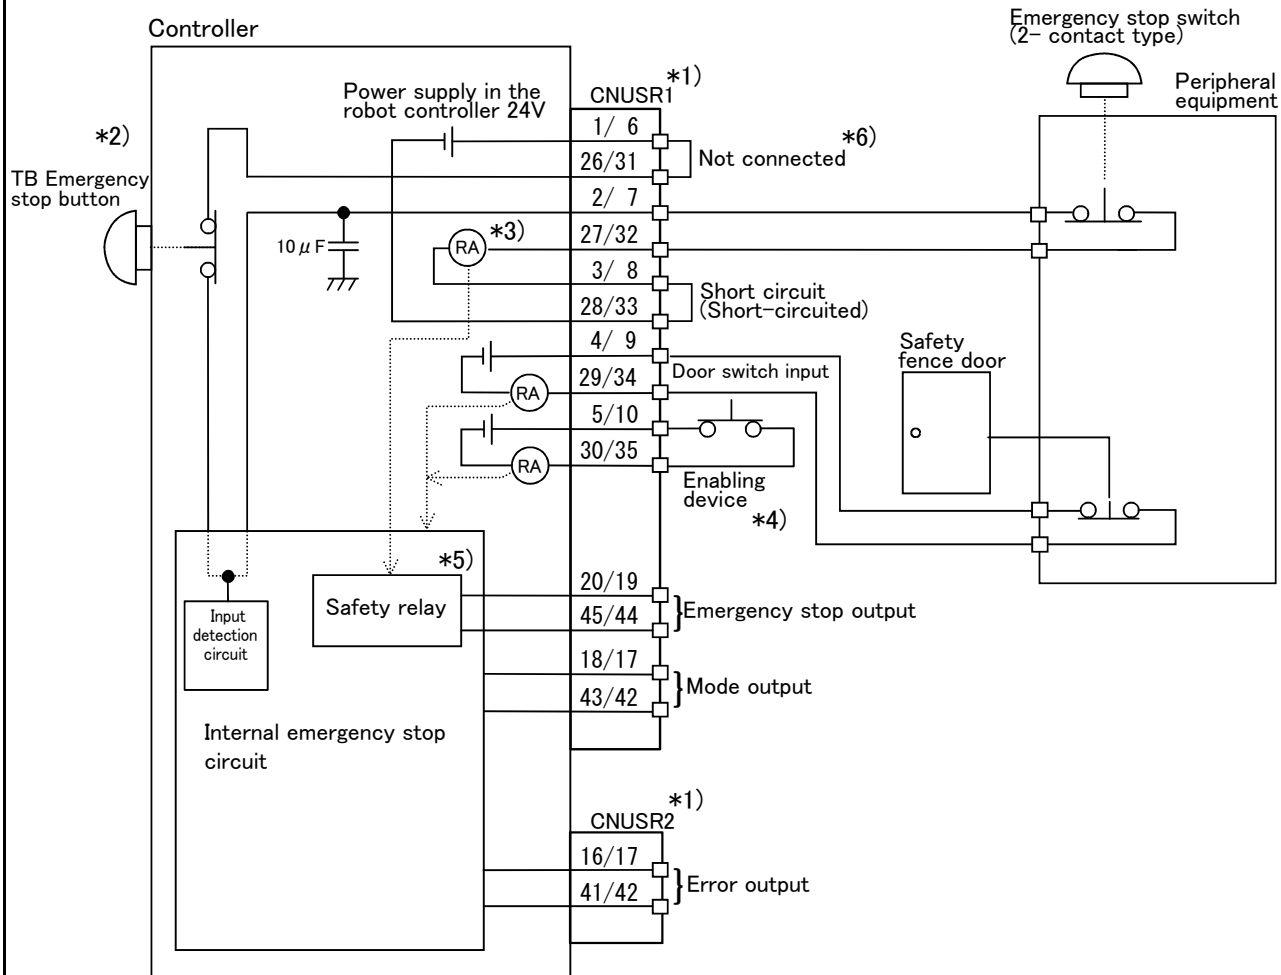 Controller
Emergency stop switch
(2- contact type)
Peripheral
equipment
*1)
CNUSR1
Power supply in the
robot controller 24V
*2)
TB Emergency
stop button
1/ 6
26/31
Not connected
*6)
2/ 7
27/32
10μF
RA
*3)
3/ 8
28/33
Short circuit
(Short-circuited)
4/ 9
29/34
Door switch input
RA
Safety
fence door
5/10
30/35
RA
Enabling
device
*4)
*5)
Safety relay
Input
detection
circuit
20/19
45/44
Emergency stop output
18/17
43/42
Mode output
Internal emergency stop
circuit
*1)
CNUSR2
16/17
41/42
Error output